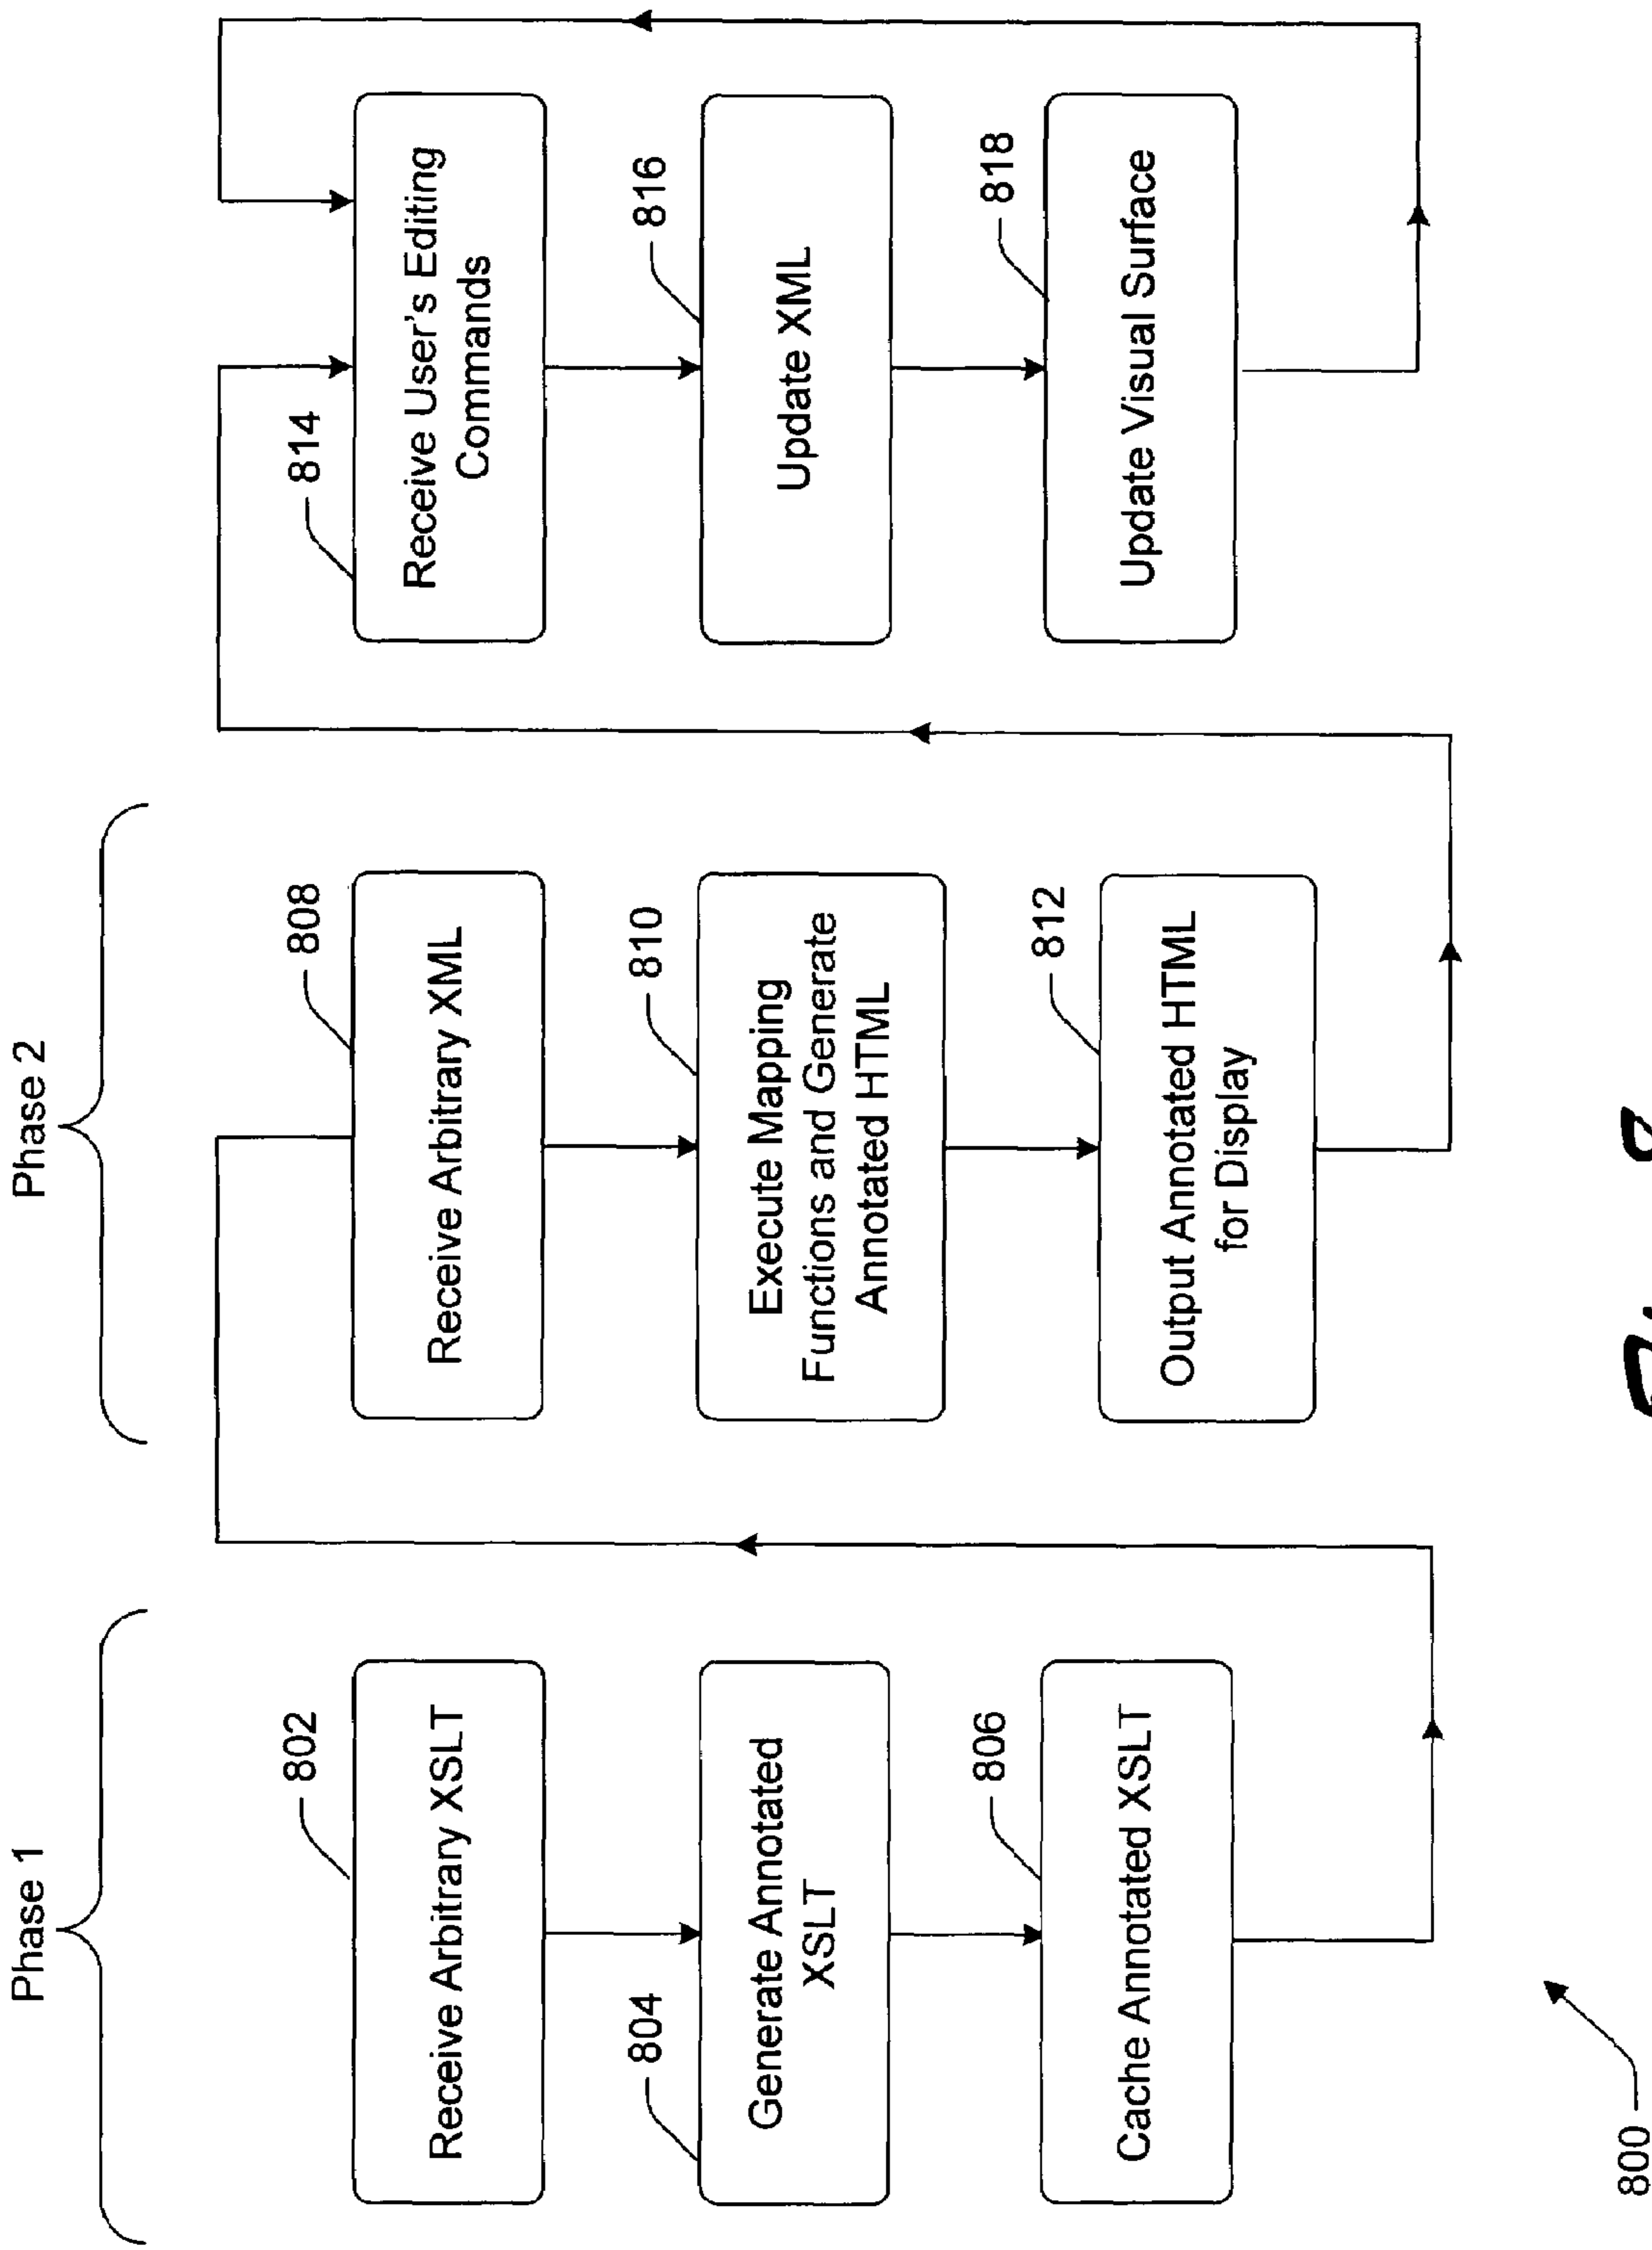 Phase 1
802
Receive Arbitrary XSLT
804
Generate Annotated
XSLT
806
Cache Annotated XSLT
Phase 2
808
Receive Arbitrary XML
810
Execute Mapping
Functions and Generate
Annotated HTML
812
Output Annotated HTML
for Display
814
Receive User's Editing
Commands
816
Update XML
818
Update Visual Surface
800